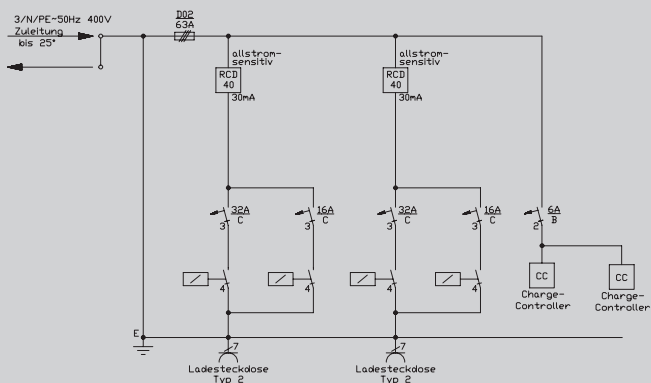 3/N/PE-50Hz 400V
Zuleitung
bis 25°
D02
63A
allstrom-
sensitiv
RCD
40
30mA
allstrom-
sensitiv
RCD
40
30mA
32A
C
3
16A
C
3
32A
C
3
16A
C
3
6A
B
2
4
4
4
4
CC
Charge-
Controller
CC
Charge-
Controller
E
7
Ladesteckdose
Typ 2
7
Ladesteckdose
Typ 2